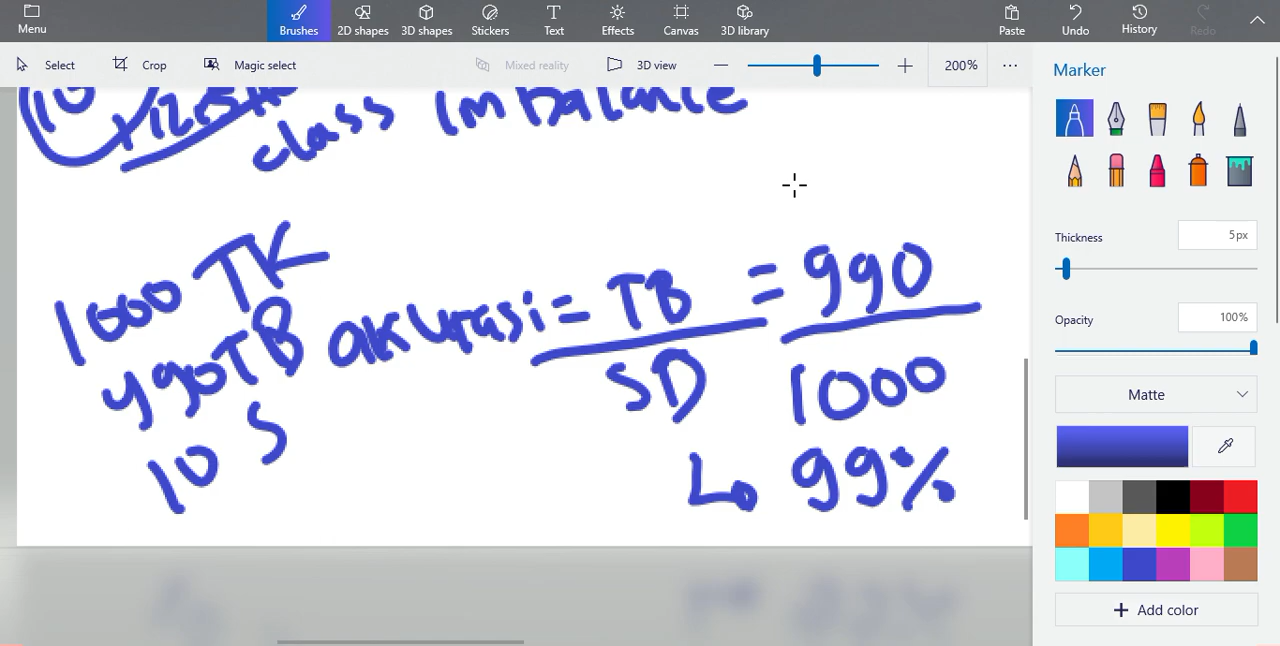 Menu
Brushes 2D shapes 3D shapes Stickers Text Effects Canvas 3D library Paste Undo History Redo
Select Crop Magic select Mixed reality 3D view 200%
class Imbalance
1000 TK
990 TB
10 S
akurasi = TB = 990
SD 1000
99%
Marker
Thickness 5px
Opacity 100%
Matte
Add color